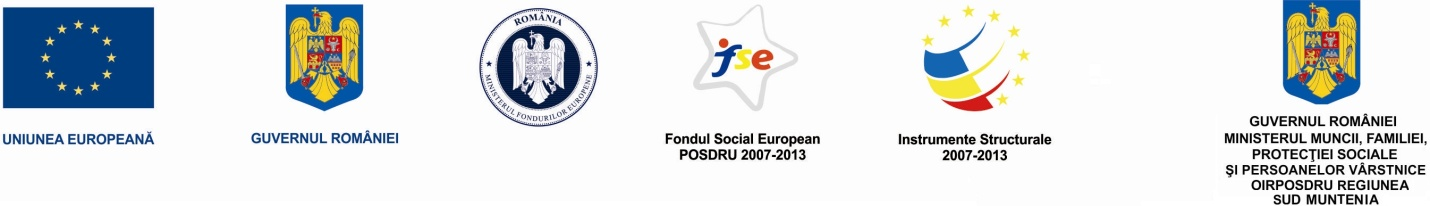 UNIUNEA EUROPEANĂ
GUVERNUL ROMÂNIEI
ROMÂNIA
MINISTERUL FONDURILOR EUROPENE
fse
Fondul Social European
POSDRU 2007-2013
Instrumente Structurale
2007-2013
GUVERNUL ROMÂNIEI
MINISTERUL MUNCII, FAMILIEI,
PROTECŢIEI SOCIALE
ŞI PERSOANELOR VÂRSTNICE
OIRPOSDRU REGIUNEA
SUD MUNTENIA